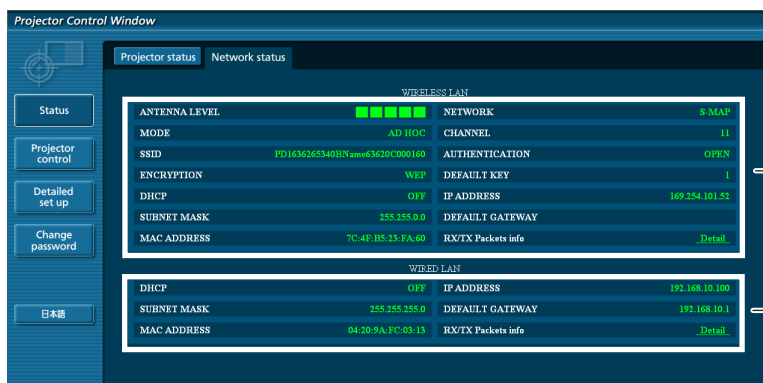 Projector Control Window
Projector status
Network status
Status
Projector control
Detailed set up
Change password
日本語
WIRELESS LAN
ANTENNA LEVEL NETWORK S-MAP
MODE AD HOC CHANNEL 11
SSID PD1636265340HName63620C000160 AUTHENTICATION OPEN
ENCRYPTION WEP DEFAULT KEY 1
DHCP OFF IP ADDRESS 169.254.101.52
SUBNET MASK 255.255.0.0 DEFAULT GATEWAY
MAC ADDRESS 7C:4F:B5:23:FA:60 RX/TX Packets info Detail
WIRED LAN
DHCP OFF IP ADDRESS 192.168.10.100
SUBNET MASK 255.255.255.0 DEFAULT GATEWAY 192.168.10.1
MAC ADDRESS 04:20:9A:FC:03:13 RX/TX Packets info Detail